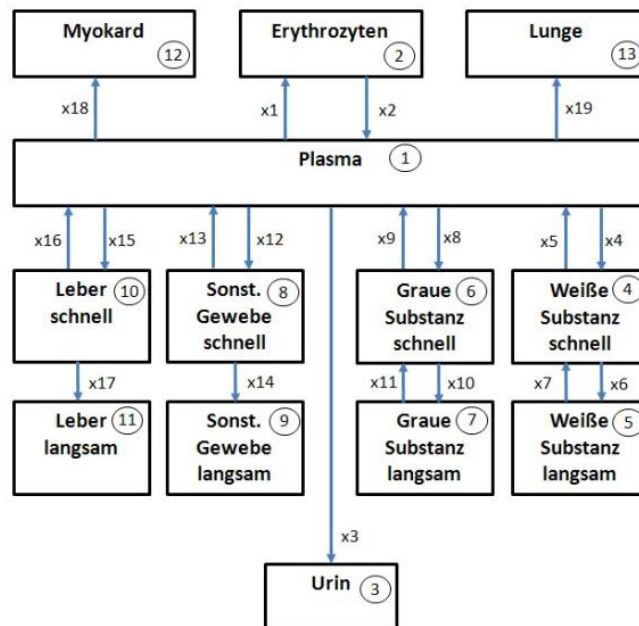 Myokard 12
Erythrozyten 2
Lunge 13
x18 x1 x2 x19
Plasma 1
x16 x15 x13 x12 x9 x8 x5 x4
Leber 10
schnell
Sonst. 8
Gewebe
schnell
Graue 6
Substanz
schnell
Weiße 4
Substanz
schnell
x17 x14 x11 x10 x7 x6
Leber 11
langsam
Sonst. 9
Gewebe
langsam
Graue 7
Substanz
langsam
Weiße 5
Substanz
langsam
x3
Urin 3